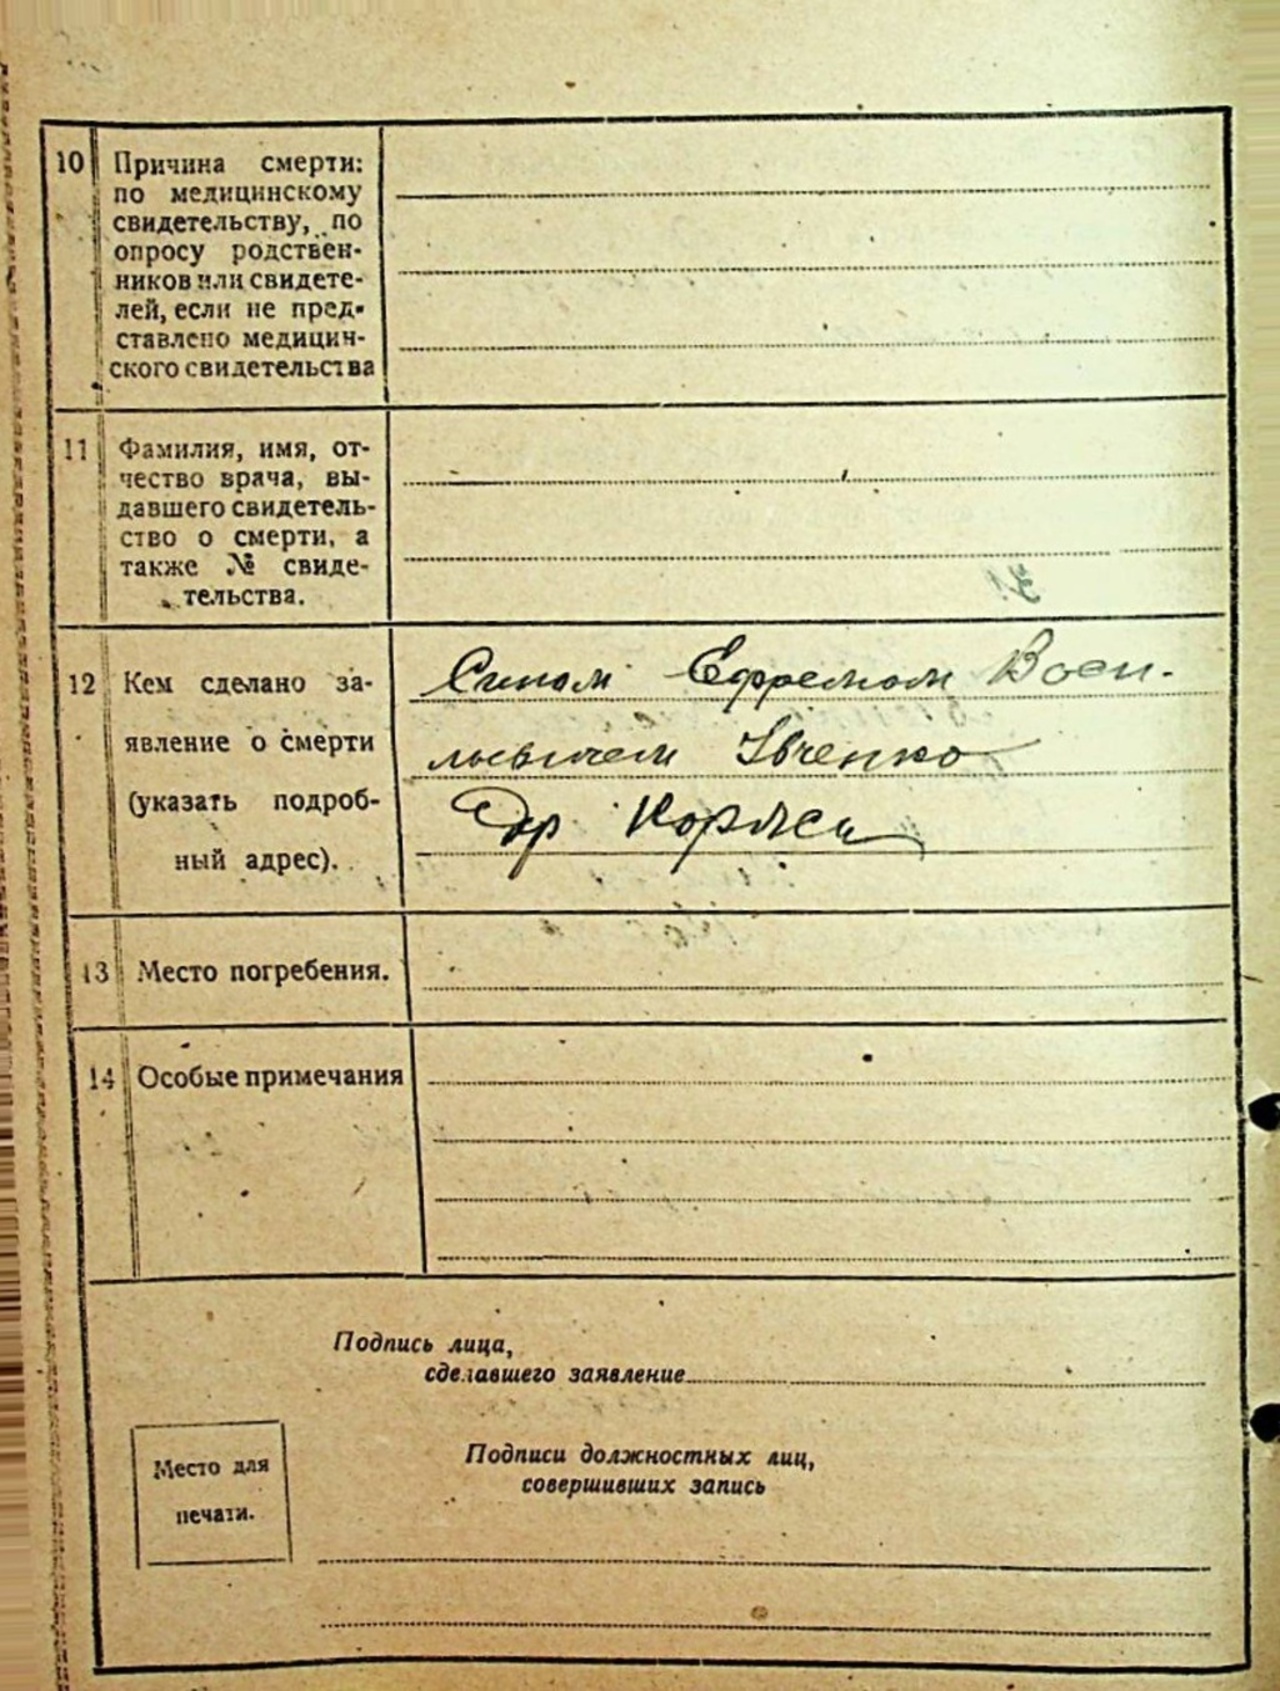 10 Причина смерти:
по медицинскому
свидетельству, по
опросу родствен-
ников или свидете-
лей, если не пред-
ставлено медицин-
ского свидетельства
11 Фамилия, имя, от-
чество врача, вы-
давшего свидетель-
ство о смерти, а
также № свиде-
тельства.
12 Кем сделано за-
явление о смерти
(указать подроб-
ный адрес).
Сином Ефремом Васи-
льевичем Ивченко
13 Место погребения.
14 Особые примечания
Подпись лица,
сделавшего заявление
Место для
печати.
Подписи должностных лиц,
совершивших запись